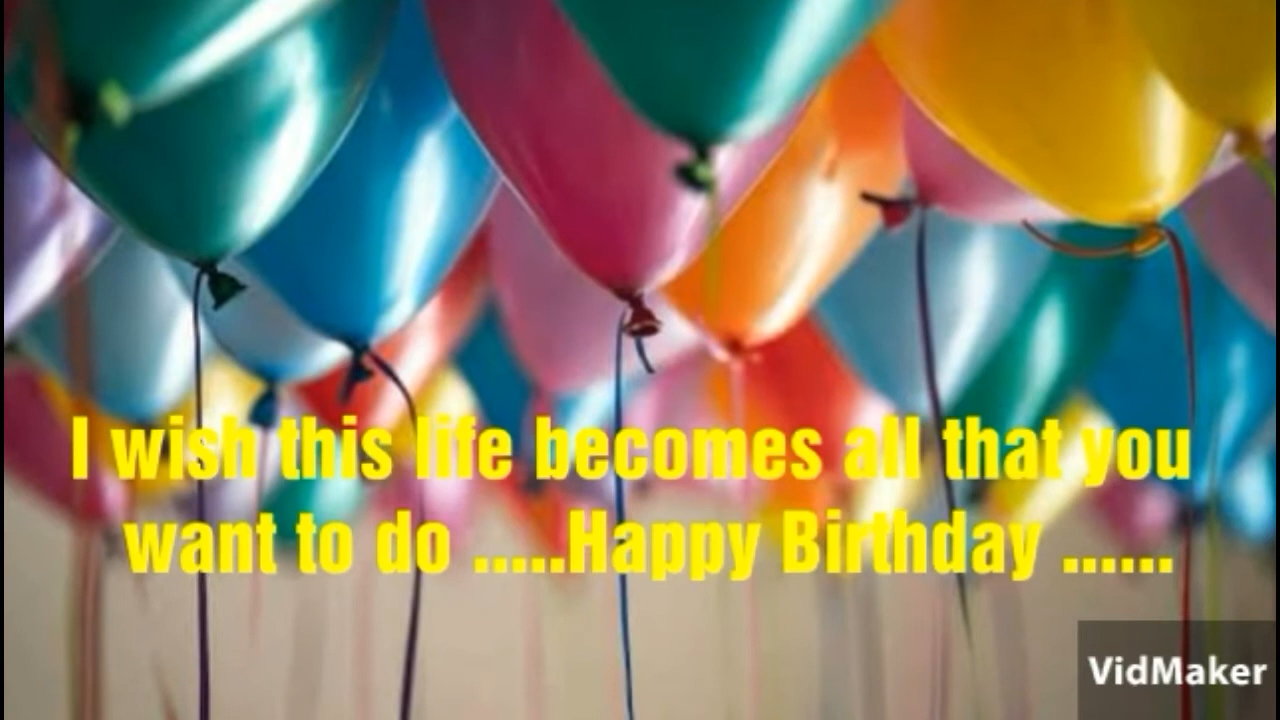 I wish this life becomes all that you
want to do .....Happy Birthday ......
VidMaker